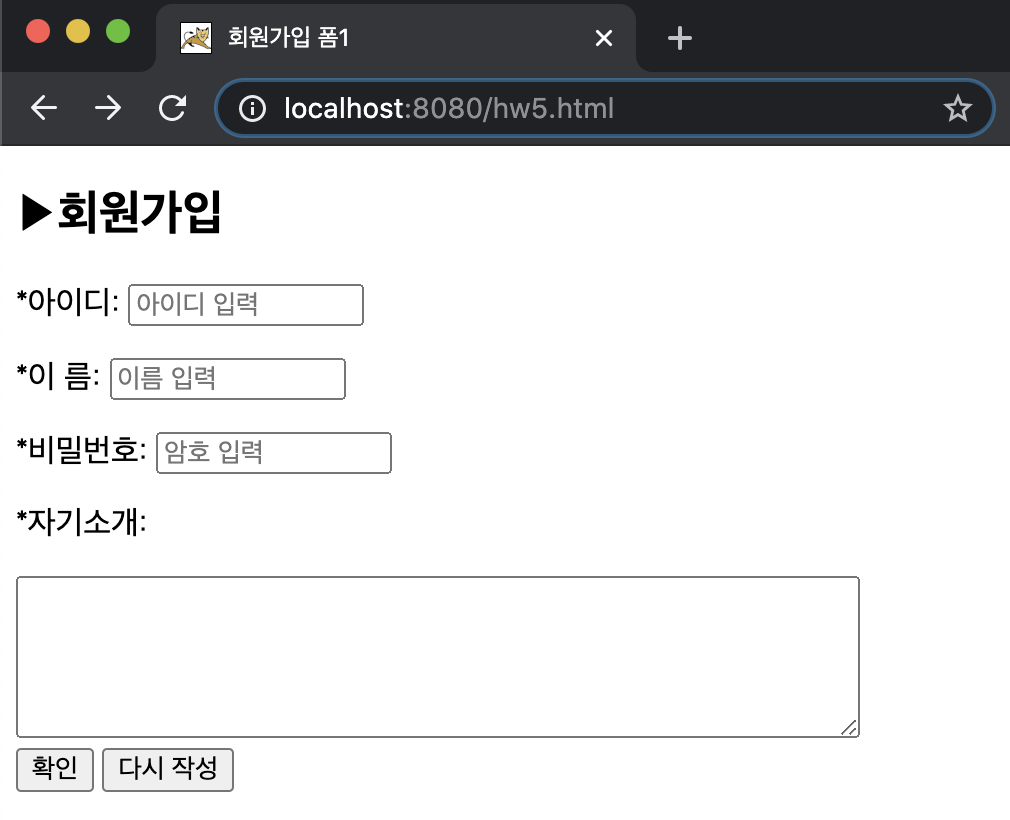 회원가입 폼1
localhost:8080/hw5.html
▶회원가입
*아이디: 아이디 입력
*이 름: 이름 입력
*비밀번호: 암호 입력
*자기소개:
확인 다시 작성